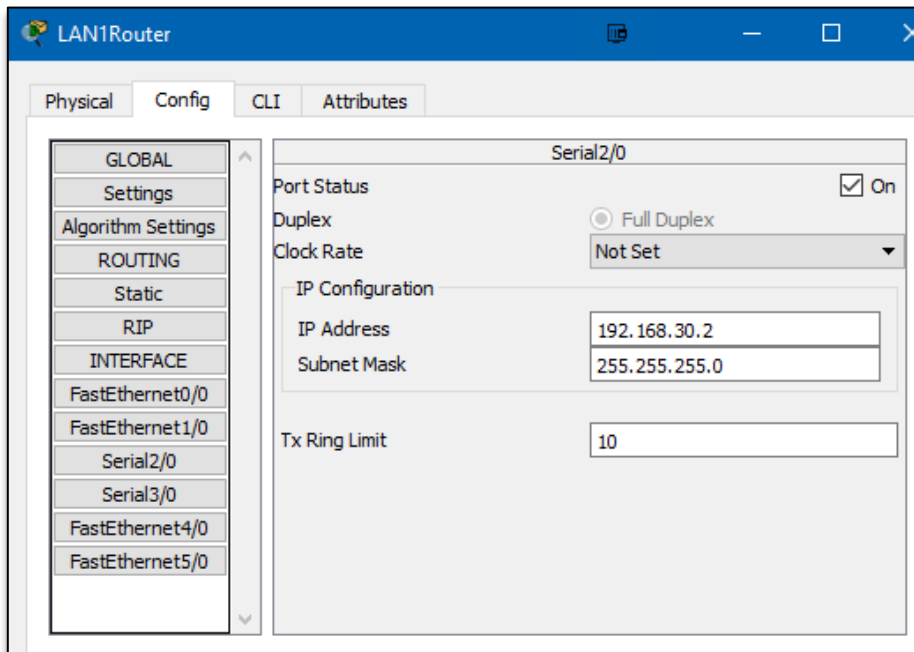 LAN1Router
Physical Config CLI Attributes
GLOBAL
Settings
Algorithm Settings
ROUTING
Static
RIP
INTERFACE
FastEthernet0/0
FastEthernet1/0
Serial2/0
Serial3/0
FastEthernet4/0
FastEthernet5/0
Serial2/0
Port Status On
Duplex Full Duplex
Clock Rate Not Set
IP Configuration
IP Address 192.168.30.2
Subnet Mask 255.255.255.0
Tx Ring Limit 10